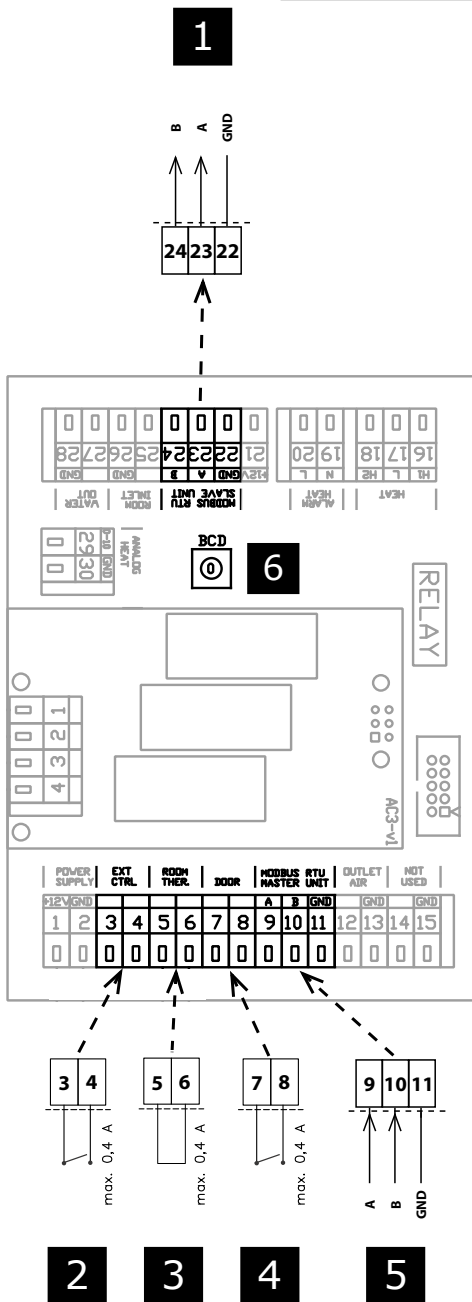 1
B A GND
24 23 22
28 27 26 25 24 23 22 21 20 19 18 17 16
GND GND B A GND +12V L N H2 L H1
WATER OUT
ROOM INLET
MODBUS RTU SLAVE UNIT
ALARM HEAT
HEAT
29 0-10
30 GND
ANALOG HEAT
BCD
0
6
RELAY
1
2
3
4
AC3-v1
POWER SUPPLY
EXT CTRL
ROOM THER.
DOOR
MODBUS RTU MASTER UNIT
OUTLET AIR
NOT USED
+12V GND A B GND GND GND
1 2 3 4 5 6 7 8 9 10 11 12 13 14 15
3 4
5 6
7 8
9 10 11
max. 0,4 A
max. 0,4 A
max. 0,4 A
A B GND
2 3 4 5